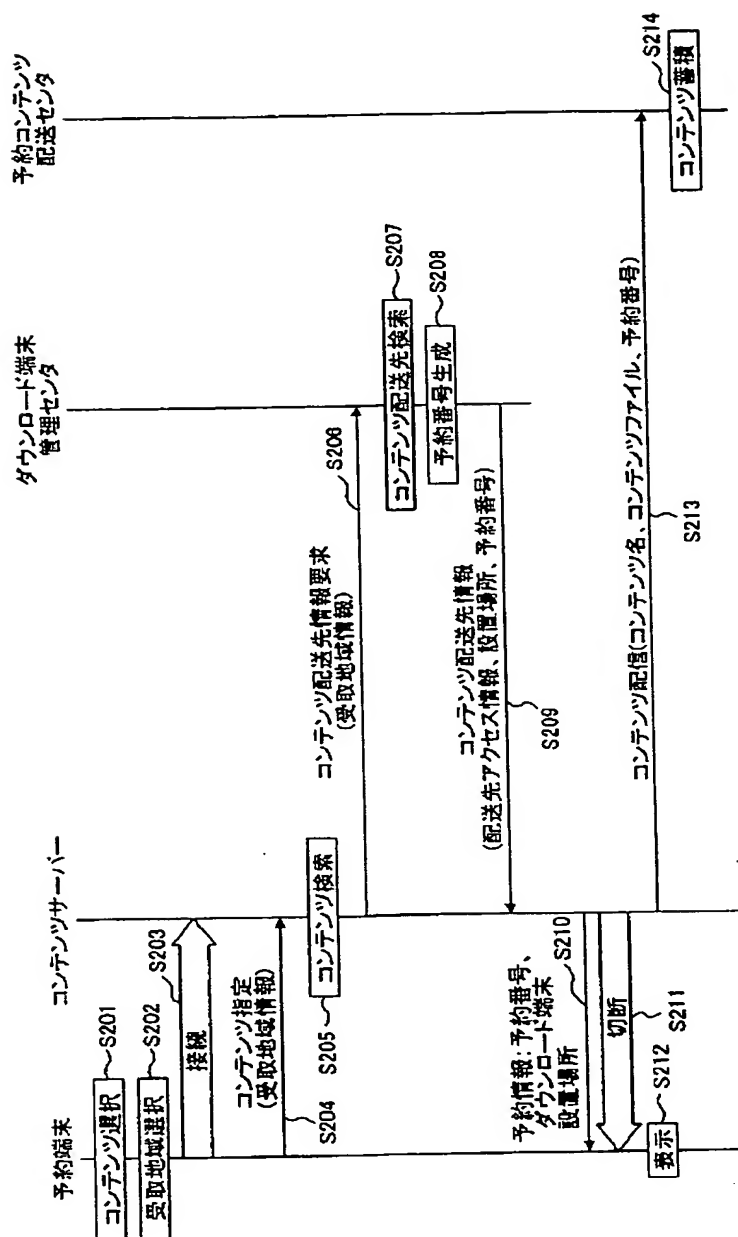 予約端末
コンテンツサーバー
ダウンロード端末
管理センタ
予約コンテンツ
配送センタ
コンテンツ選択
S201
受取地域選択
S202
接続
S203
コンテンツ指定
(受取地域情報)
S204
コンテンツ検索
S205
コンテンツ配送先情報要求
(受取地域情報)
S206
コンテンツ配送先検索
S207
予約番号生成
S208
コンテンツ配送先情報
(配送先アクセス情報、設置場所、予約番号)
S209
予約情報:予約番号、
ダウンロード端末
設置場所
S210
切断
S211
表示
S212
コンテンツ配信(コンテンツ名、コンテンツファイル、予約番号)
S213
コンテンツ蓄積
S214